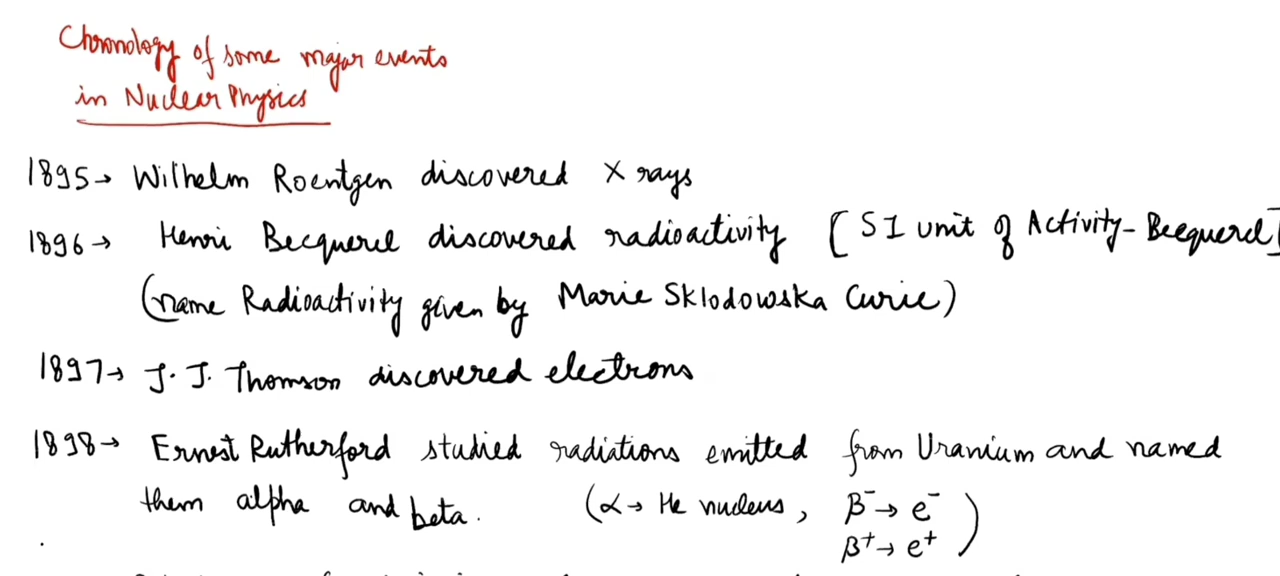 Chronology of some major events
in Nuclear Physics
1895→ Wilhelm Roentgen discovered X rays
1896→ Henri Becquerel discovered radioactivity [SI unit of Activity-Becquerel]
(name Radioactivity given by Marie Sklodowska Curie)
1897→ J. J. Thomson discovered electrons
1898→ Ernest Rutherford studied radiations emitted from Uranium and named
them alpha and beta. (α→ He nucleus, β⁻→ e⁻
β⁺→ e⁺)